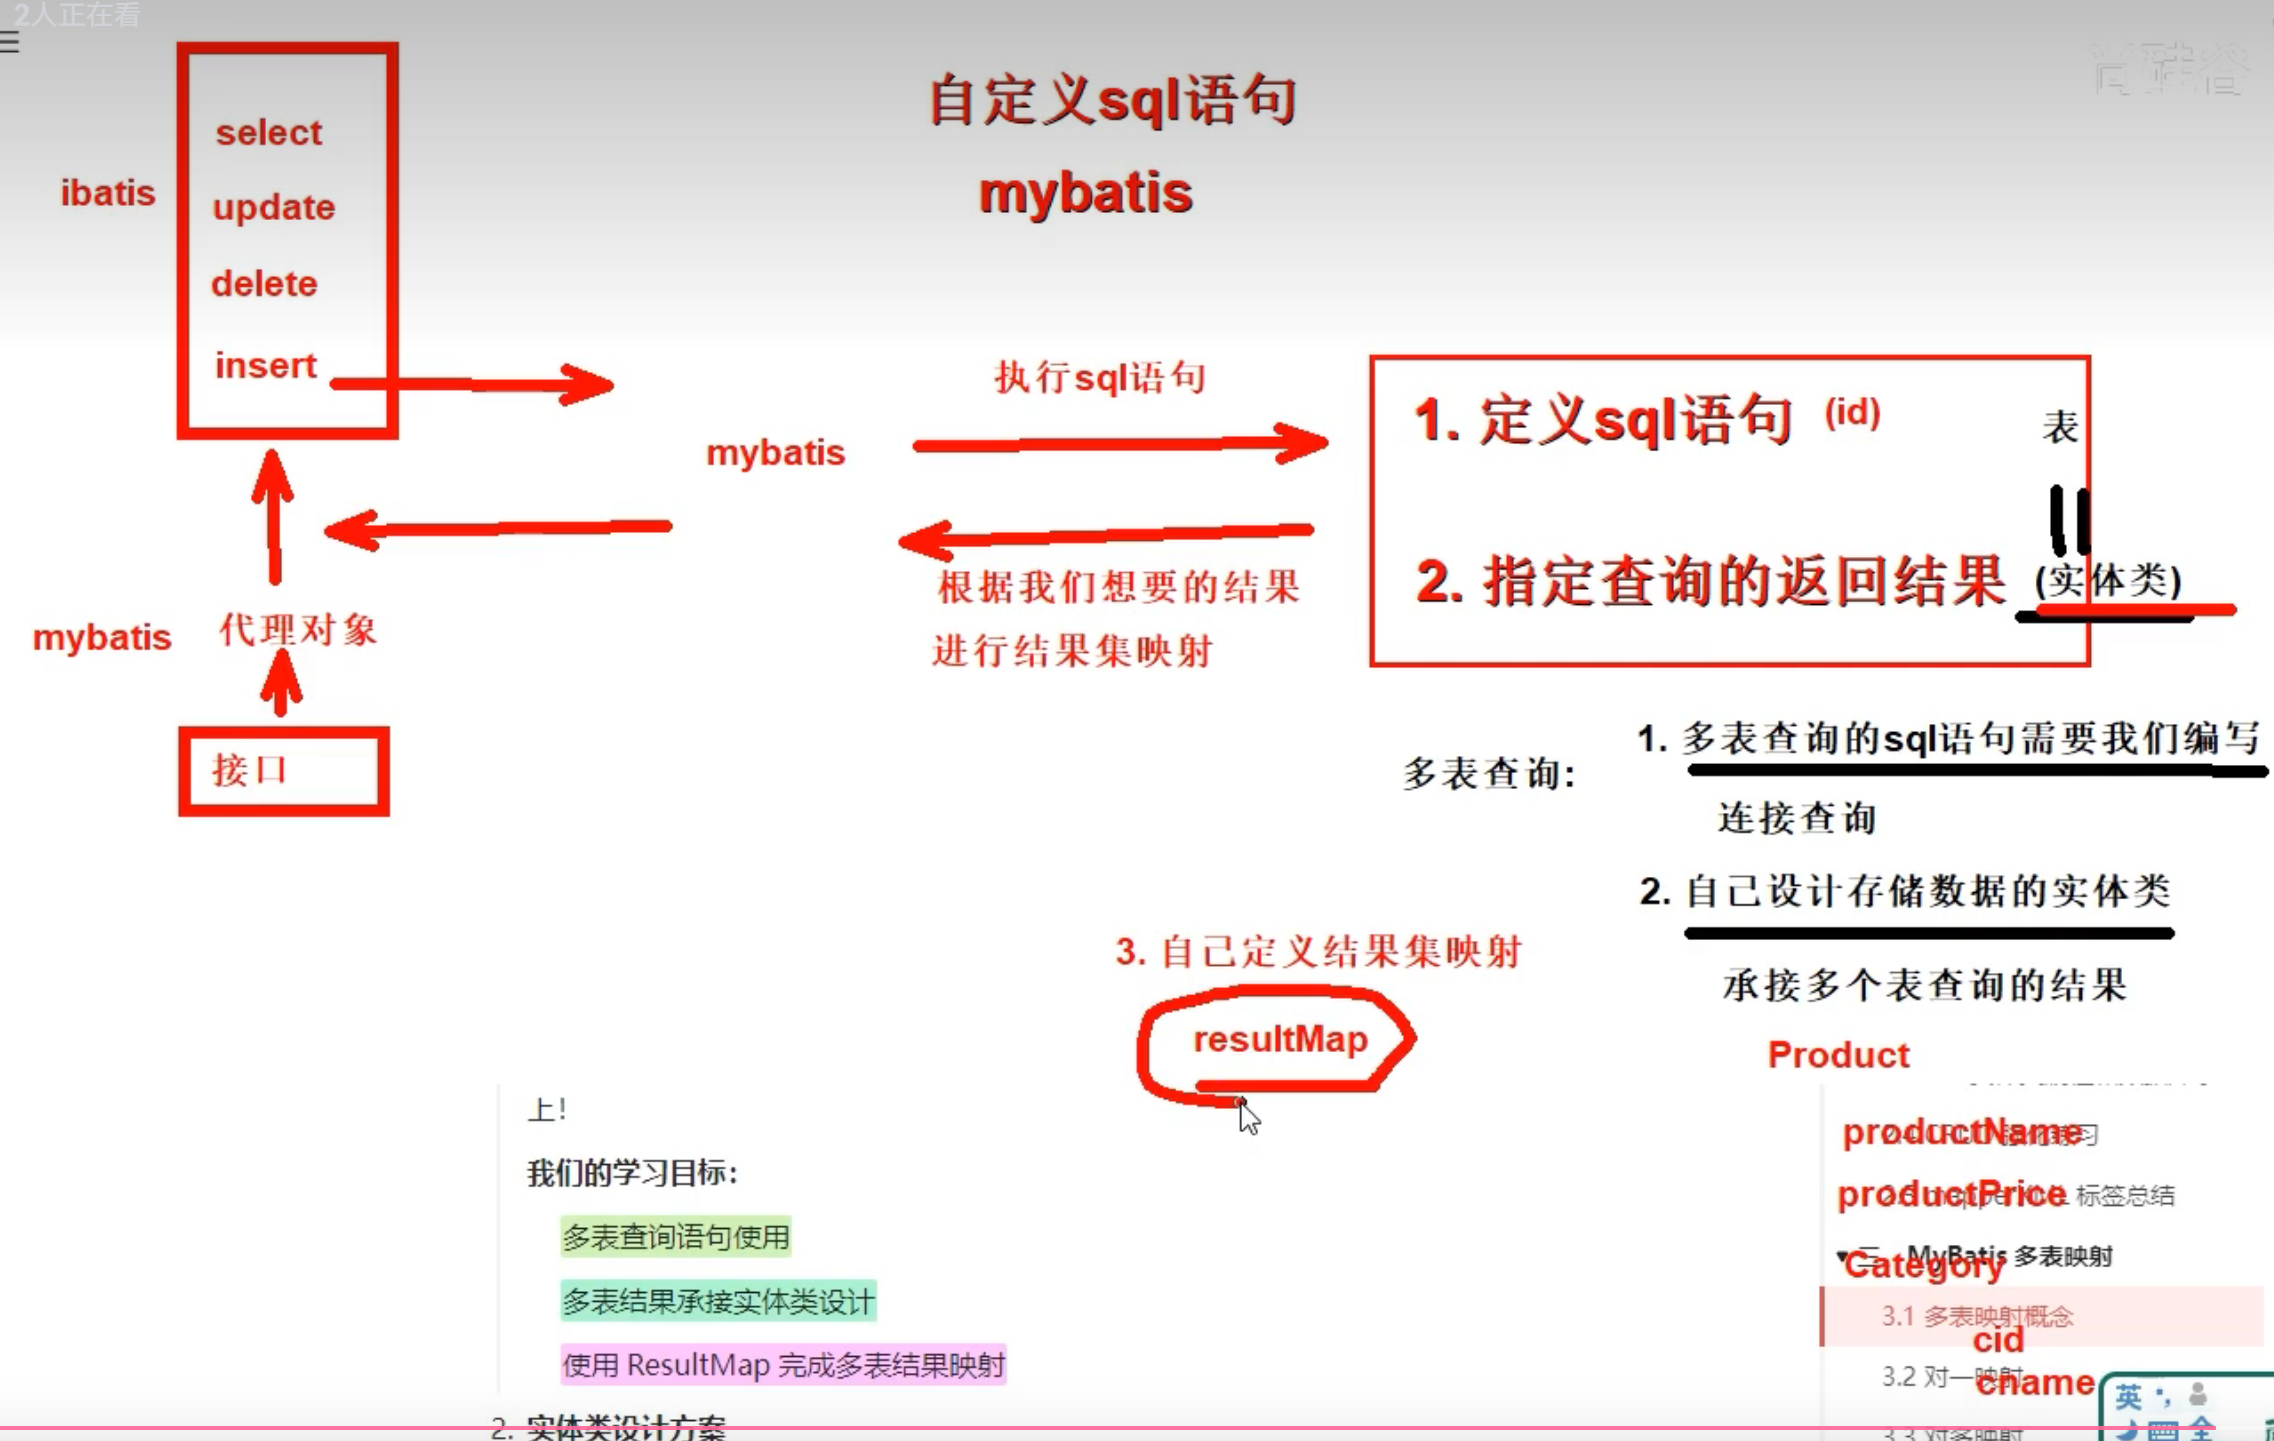 2人正在看
尚硅谷
自定义sql语句
mybatis
ibatis
select
update
delete
insert
mybatis
代理对象
接口
mybatis
执行sql语句
根据我们想要的结果
进行结果集映射
1. 定义sql语句 (id)
表
2. 指定查询的返回结果 (实体类)
多表查询:
1. 多表查询的sql语句需要我们编写
连接查询
2. 自己设计存储数据的实体类
承接多个表查询的结果
3. 自己定义结果集映射
resultMap
Product
productName
productPrice
标签总结
Category
MyBatis 多表映射
3.1 多表映射概念
cid
3.2 对一映射
cname
3.3 对多映射
上!
我们的学习目标:
多表查询语句使用
多表结果承接实体类设计
使用 ResultMap 完成多表结果映射
2. 实体类设计方案
英
全